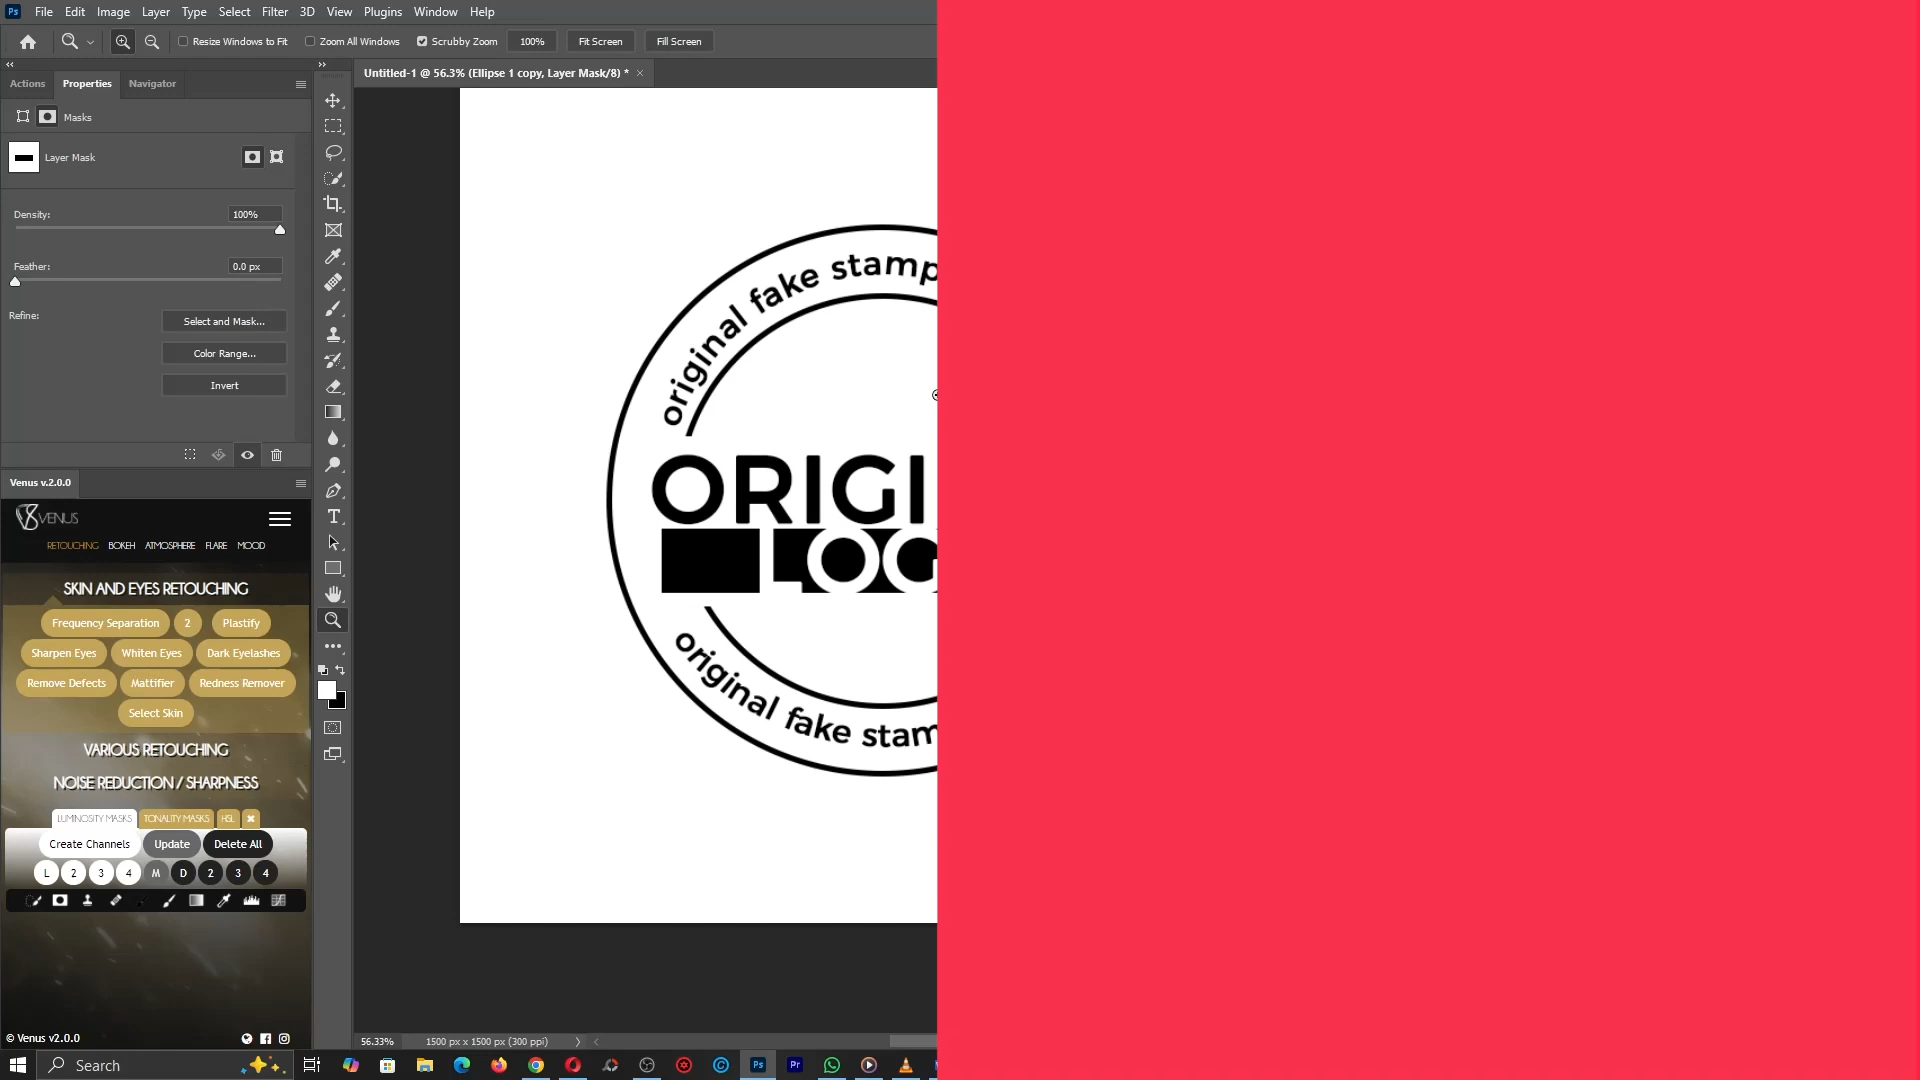 File Edit Image Layer Type Select Filter 3D View Plugins Window Help
Resize Windows to Fit Zoom All Windows Scrubby Zoom 100% Fit Screen Fill Screen
Actions Properties Navigator
Untitled-1 @ 56.3% (Ellipse 1 copy, Layer Mask/8) *
Masks
Layer Mask
Density: 100%
Feather: 0.0 px
Refine:
Select and Mask...
Color Range...
Invert
original fake stamp
ORIGI
LOG
original fake stam
Venus v.2.0.0
VENUS
RETOUCHING BOKEH ATMOSPHERE FLARE MOOD
SKIN AND EYES RETOUCHING
Frequency Separation 2 Plastify
Sharpen Eyes Whiten Eyes Dark Eyelashes
Remove Defects Mattifier Redness Remover
Select Skin
VARIOUS RETOUCHING
NOISE REDUCTION / SHARPNESS
LUMINOSITY MASKS TONALITY MASKS HSL
Create Channels Update Delete All
L 2 3 4 M D 2 3 4
© Venus v2.0.0
56.33% 1500 px x 1500 px (300 ppi)
Search